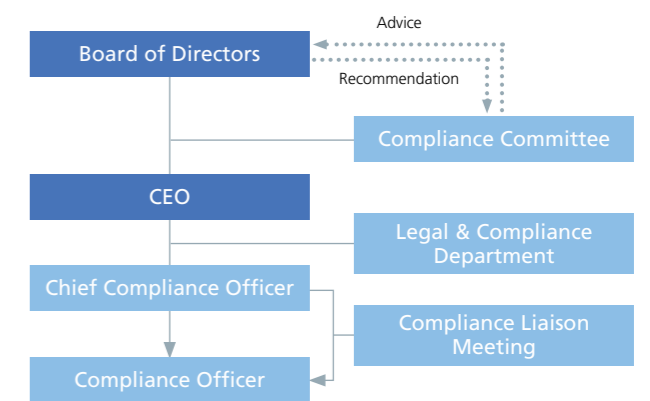 Advice
Board of Directors
Recommendation
Compliance Committee
CEO
Legal & Compliance
Department
Chief Compliance Officer
Compliance Liaison
Meeting
Compliance Officer